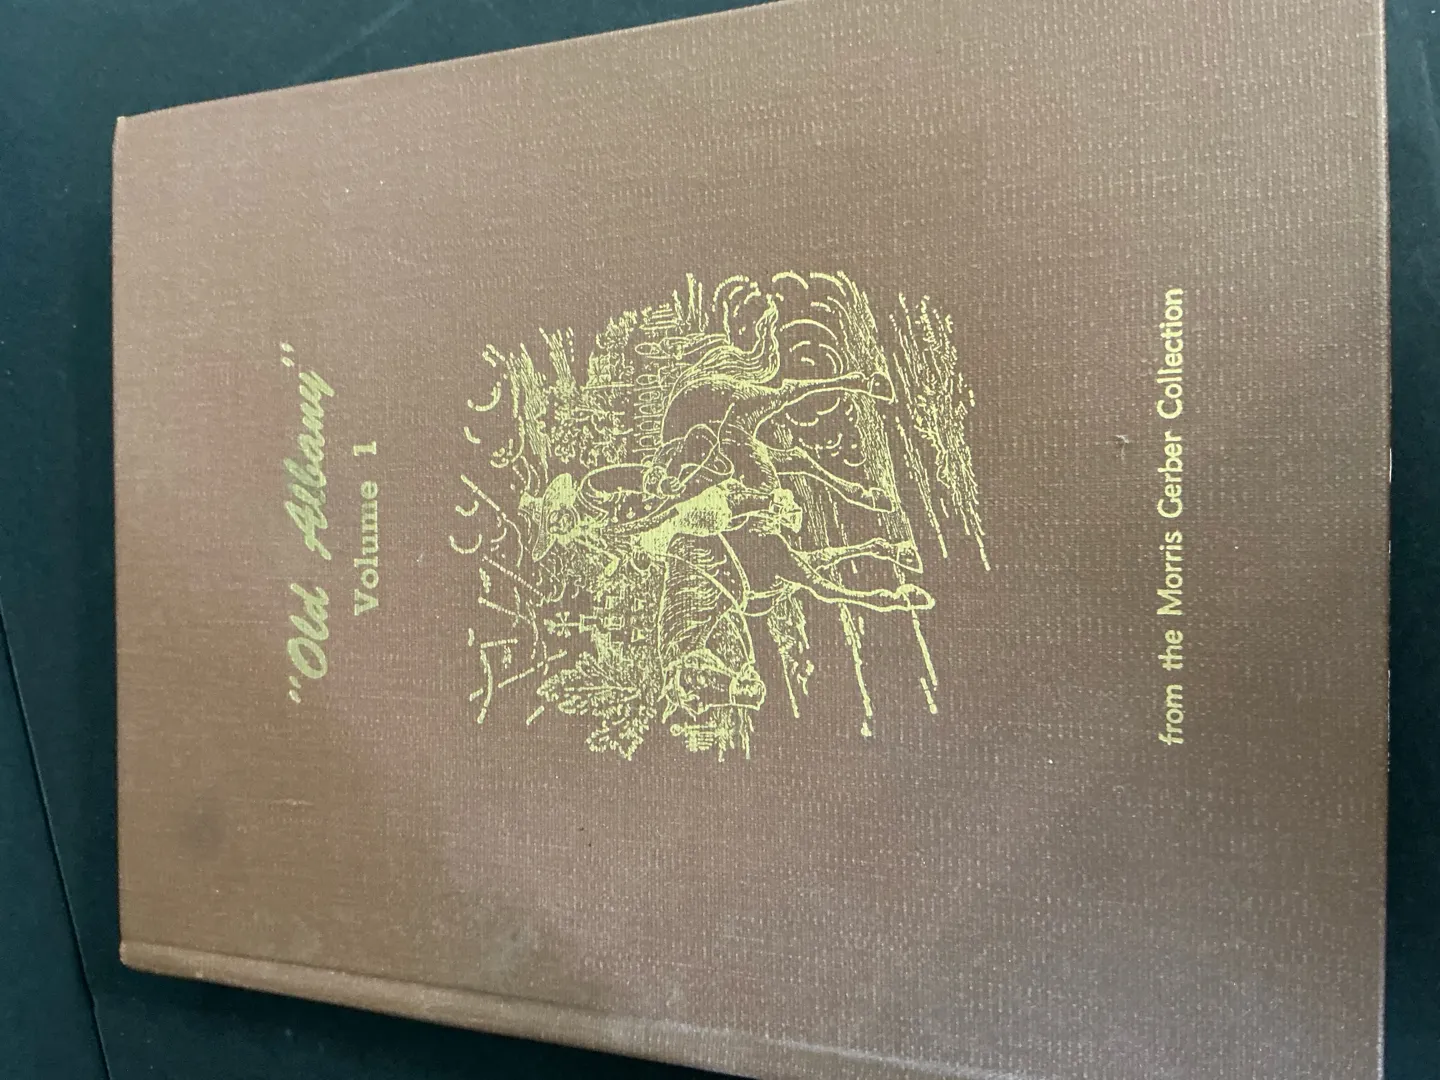 "Old Albany"
Volume 1
from the Morris Gerber Collection